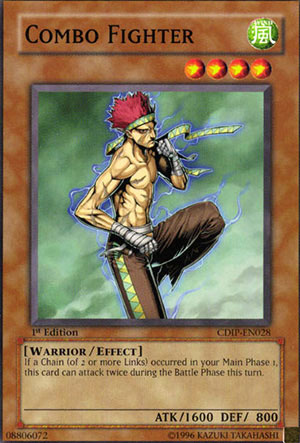 COMBO FIGHTER
風
1st Edition
CDIP-EN028
[WARRIOR/EFFECT]
If a Chain (of 2 or more Links) occurred in your Main Phase 1,
this card can attack twice during the Battle Phase this turn.
ATK/1600 DEF/ 800
08806072
©1996 KAZUKI TAKAHASHI